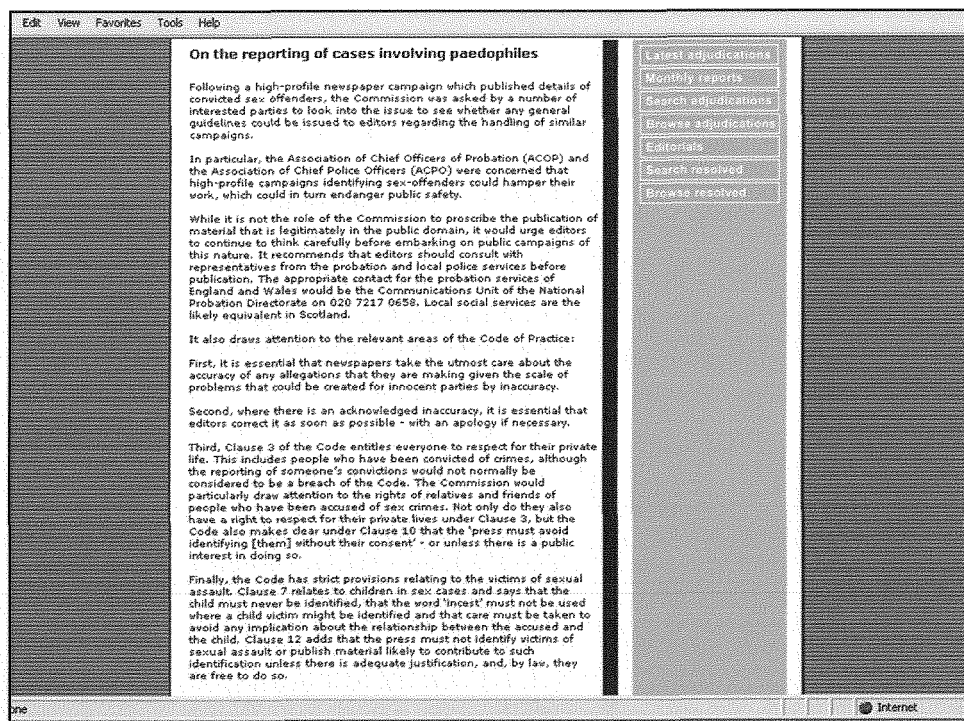 Edit View Favorites Tools Help
On the reporting of cases involving paedophiles
Following a high-profile newspaper campaign which published details of
convicted sex offenders, the Commission was asked by a number of
interested parties to look into the issue to see whether any general
guidelines could be issued to editors regarding the handling of similar
campaigns.
In particular, the Association of Chief Officers of Probation (ACOP) and
the Association of Chief Police Officers (ACPO) were concerned that
high-profile campaigns identifying sex-offenders could hamper their
work, which could in turn endanger public safety.
While it is not the role of the Commission to proscribe the publication of
material that is legitimately in the public domain, it would urge editors
to continue to think carefully before embarking on public campaigns of
this nature. It recommends that editors should consult with
representatives from the probation and local police services before
publication. The appropriate contact for the probation services of
England and Wales would be the Communications Unit of the National
Probation Directorate on 020 7217 0658. Local social services are the
likely equivalent in Scotland.
It also draws attention to the relevant areas of the Code of Practice:
First, it is essential that newspapers take the utmost care about the
accuracy of any allegations that they are making given the scale of
problems that could be created for innocent parties by inaccuracy.
Second, where there is an acknowledged inaccuracy, it is essential that
editors correct it as soon as possible - with an apology if necessary.
Third, Clause 3 of the Code entitles everyone to respect for their private
life. This includes people who have been convicted of crimes, although
the reporting of someone's convictions would not normally be
considered to be a breach of the Code. The Commission would
particularly draw attention to the rights of relatives and friends of
people who have been accused of sex crimes. Not only do they also
have a right to respect for their private lives under Clause 3, but the
Code also makes clear under Clause 10 that the 'press must avoid
identifying [them] without their consent' - or unless there is a public
interest in doing so.
Finally, the Code has strict provisions relating to the victims of sexual
assault. Clause 7 relates to children in sex cases and says that the
child must never be identified, that the word 'incest' must not be used
where a child victim might be identified and that care must be taken to
avoid any implication about the relationship between the accused and
the child. Clause 12 adds that the press must not identify victims of
sexual assault or publish material likely to contribute to such
identification unless there is adequate justification, and, by law, they
are free to do so.
Latest adjudications
Monthly reports
Search adjudications
Browse adjudications
Editorials
Search resolved
Browse resolved
one
Internet